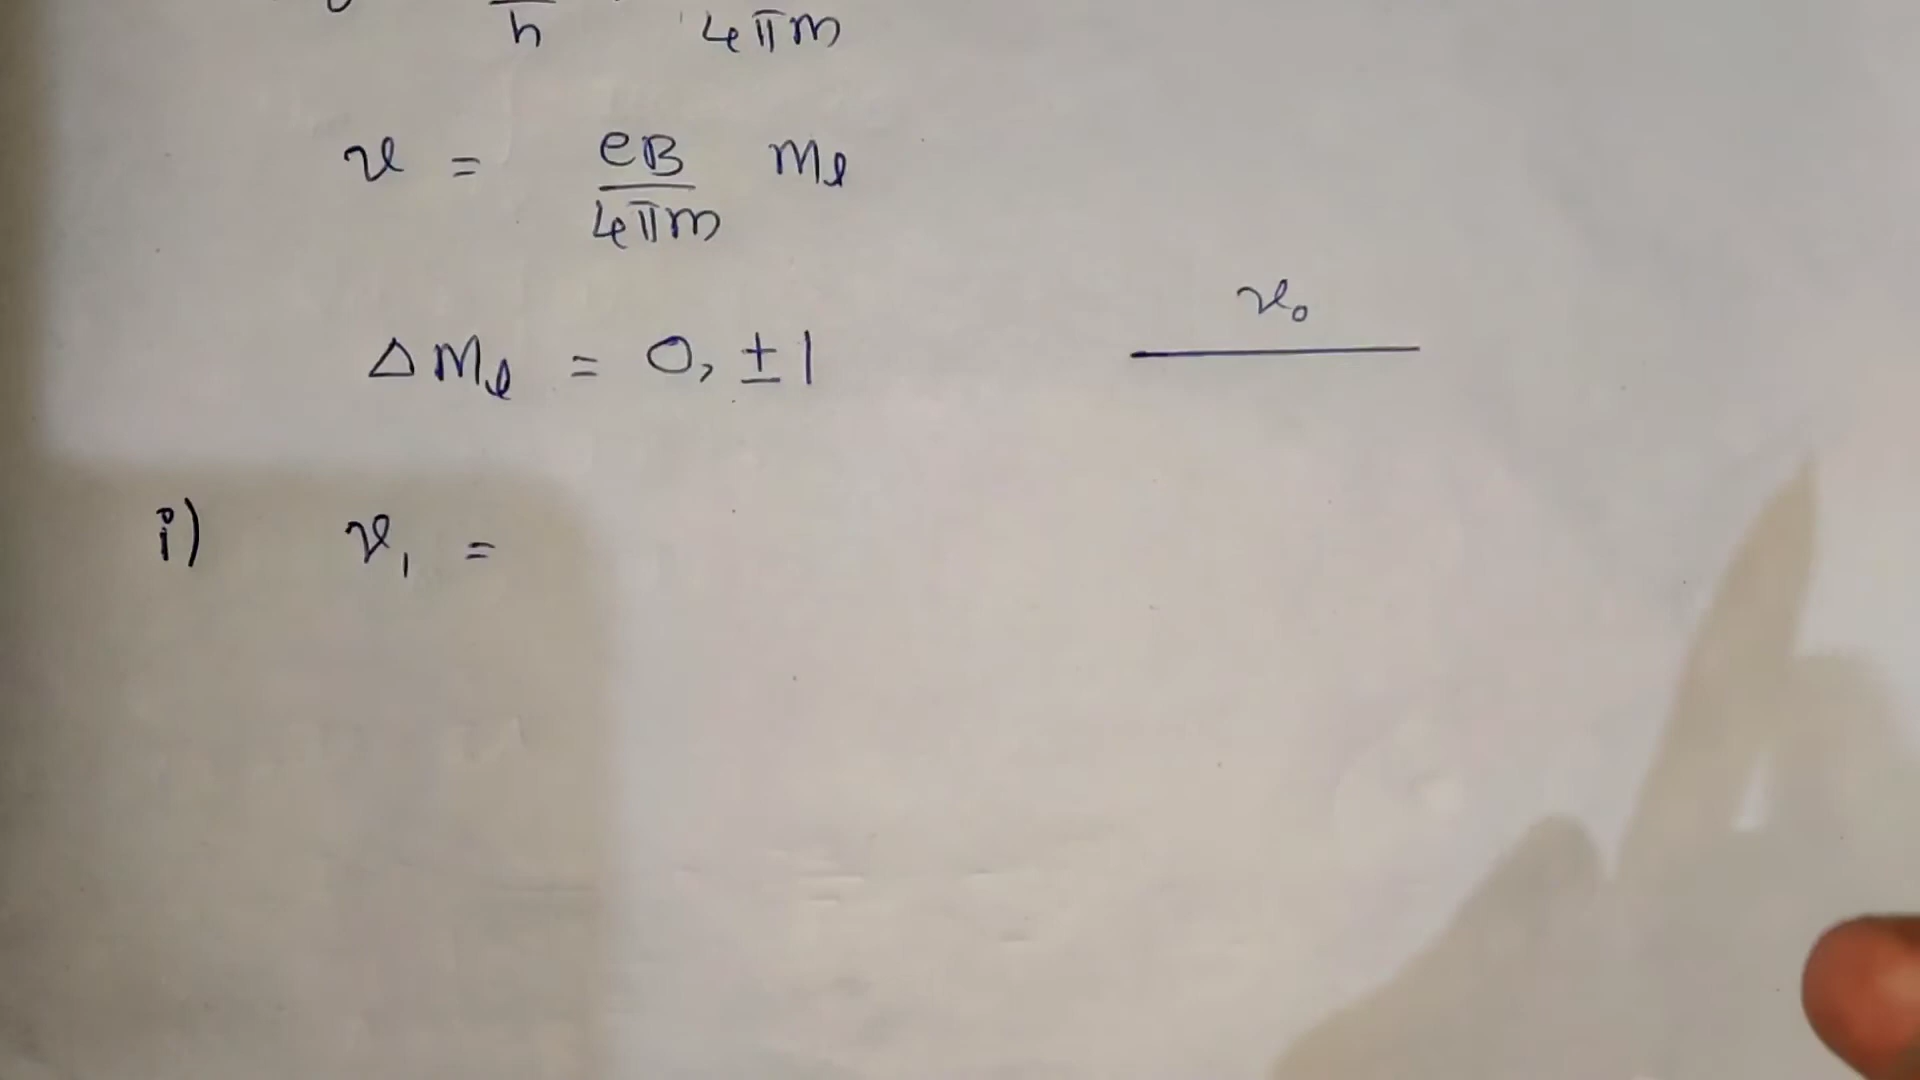 h 4πm
ν = eB/4πm ml
Δml = 0, ±1
ν0
i) ν1 =